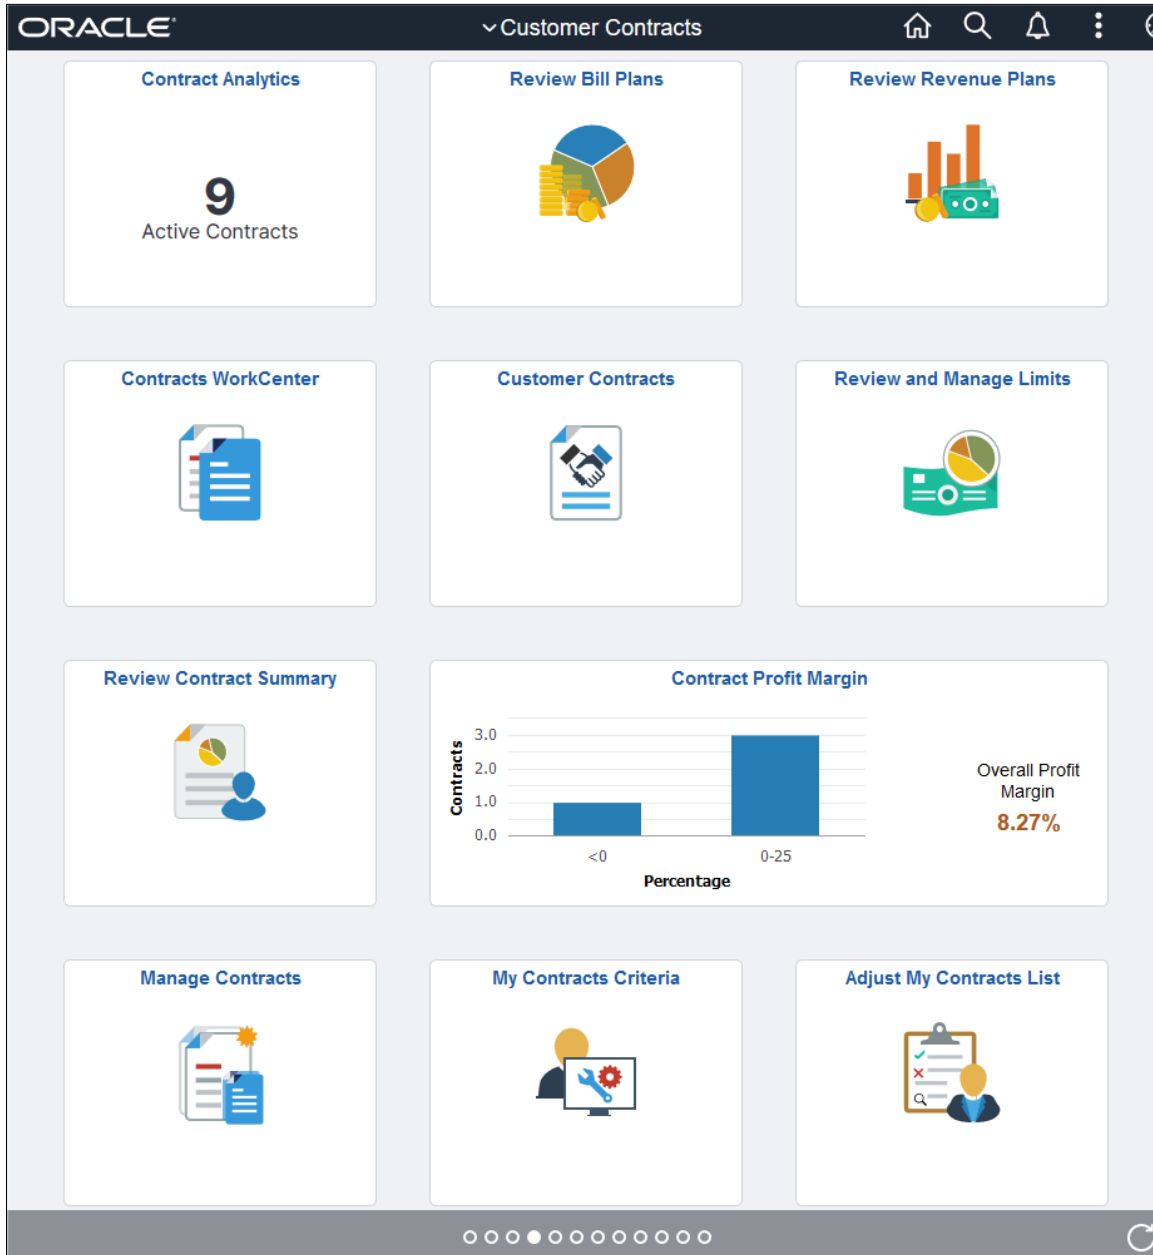 ORACLE
Customer Contracts
Contract Analytics
9
Active Contracts
Review Bill Plans
Review Revenue Plans
Contracts WorkCenter
Customer Contracts
Review and Manage Limits
Review Contract Summary
Contract Profit Margin
Contracts
3.0
2.0
1.0
0.0
<0
0-25
Percentage
Overall Profit
Margin
8.27%
Manage Contracts
My Contracts Criteria
Adjust My Contracts List